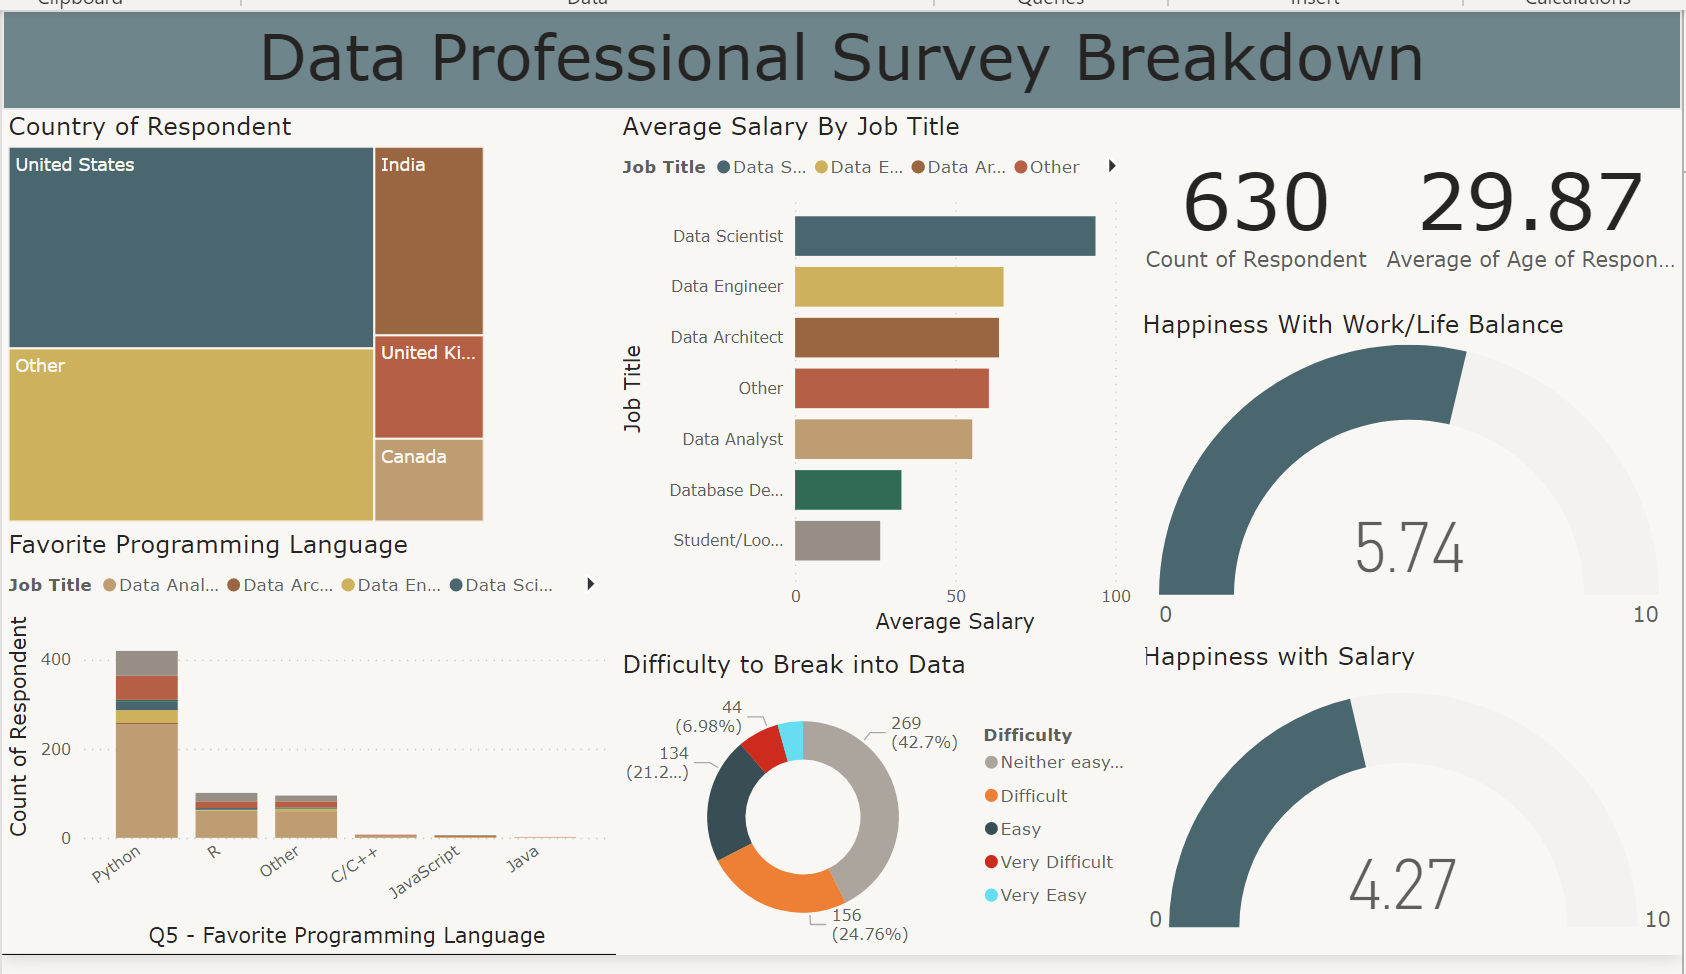 Clipboard Data Queries Insert Calculations
Data Professional Survey Breakdown
Country of Respondent
United States
India
Other
United Ki...
Canada
Favorite Programming Language
Job Title Data Anal... Data Arc... Data En... Data Sci...
Count of Respondent
400
200
0
Python
R
Other
C/C++
JavaScript
Java
Q5 - Favorite Programming Language
Average Salary By Job Title
Job Title Data S... Data E... Data Ar... Other
Job Title
Data Scientist
Data Engineer
Data Architect
Other
Data Analyst
Database De...
Student/Loo...
0 50 100
Average Salary
Difficulty to Break into Data
44
(6.98%)
134
(21.2...)
269
(42.7%)
156
(24.76%)
Difficulty
Neither easy...
Difficult
Easy
Very Difficult
Very Easy
630
Count of Respondent
29.87
Average of Age of Respon...
Happiness With Work/Life Balance
5.74
0 10
Happiness with Salary
4.27
0 10